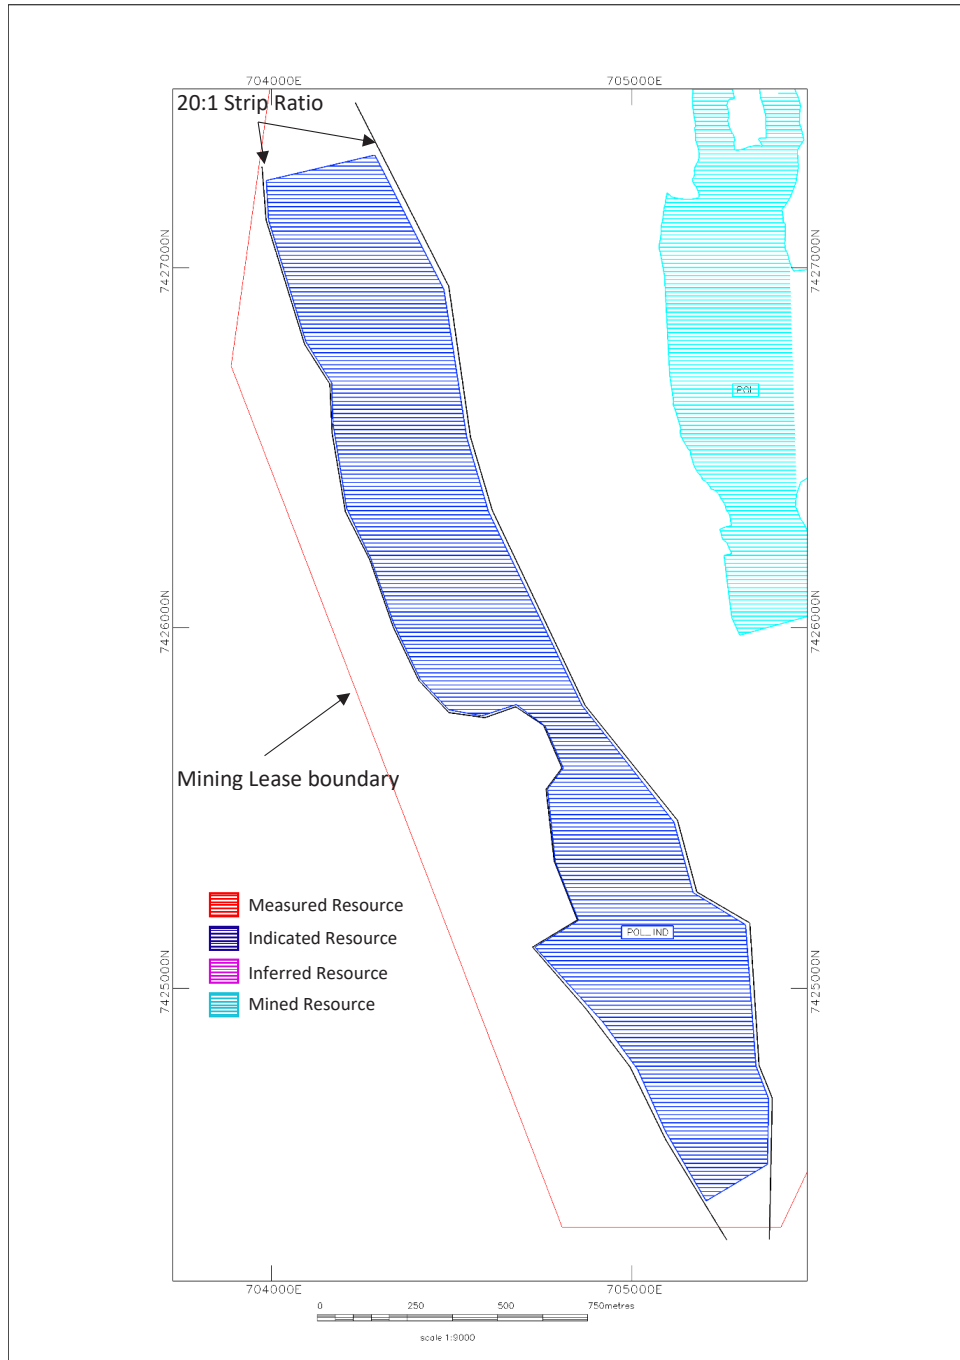 704000E
705000E
20:1 Strip Ratio
7427000N
7427000N
POL
7426000N
7426000N
Mining Lease boundary
Measured Resource
POL_IND
Indicated Resource
Inferred Resource
7425000N
7425000N
Mined Resource
704000E
705000E
0 250 500 750metres
scale 1:9000